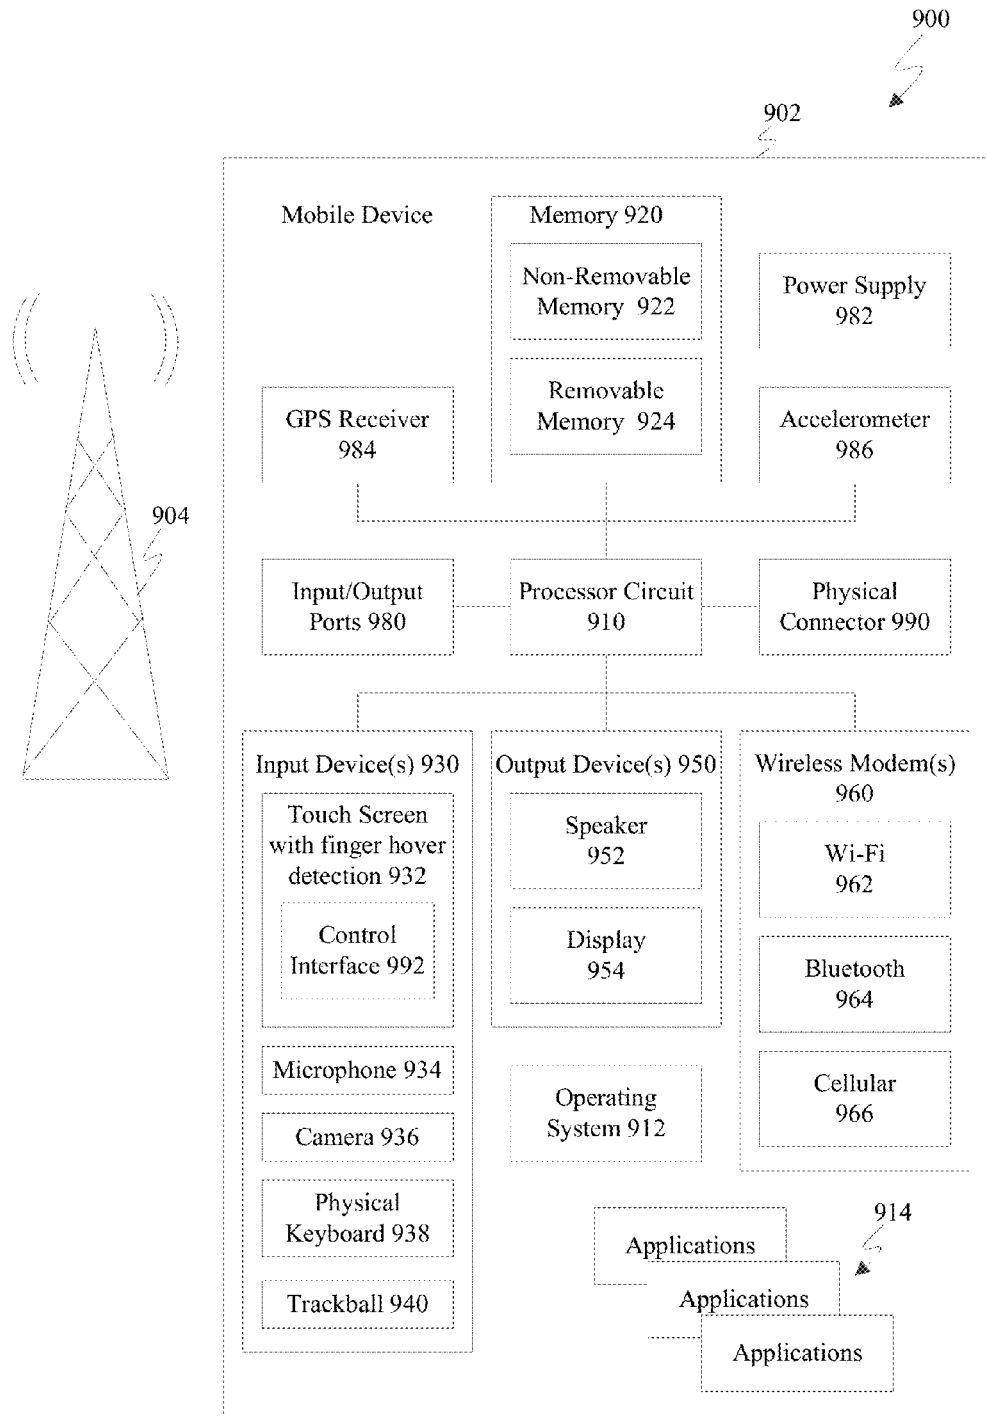 900
902
Mobile Device
Memory 920
Non-Removable
Memory 922
Power Supply
982
Removable
Memory 924
GPS Receiver
984
Accelerometer
986
904
Input/Output
Ports 980
Processor Circuit
910
Physical
Connector 990
Input Device(s) 930
Touch Screen
with finger hover
detection 932
Control
Interface 992
Microphone 934
Camera 936
Physical
Keyboard 938
Trackball 940
Output Device(s) 950
Speaker
952
Display
954
Operating
System 912
Wireless Modem(s)
960
Wi-Fi
962
Bluetooth
964
Cellular
966
914
Applications
Applications
Applications